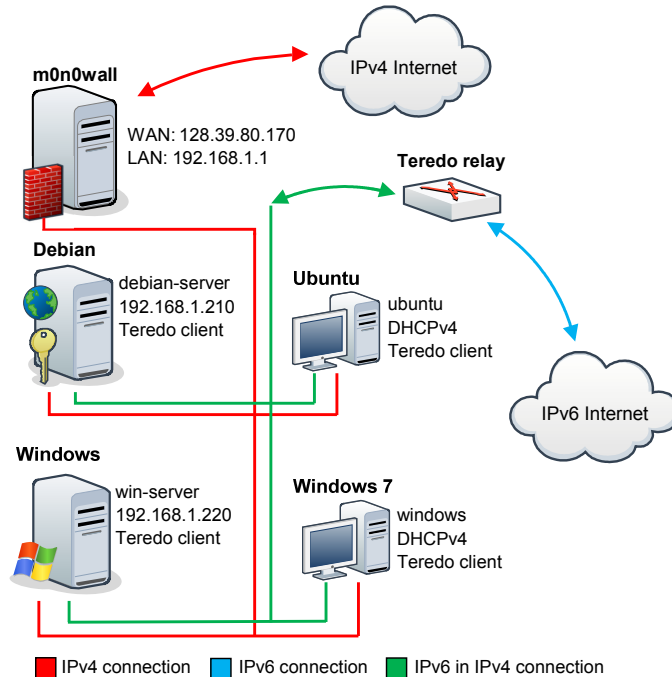 m0n0wall
IPv4 Internet
WAN: 128.39.80.170
LAN: 192.168.1.1
Teredo relay
Debian
debian-server
192.168.1.210
Teredo client
Ubuntu
ubuntu
DHCPv4
Teredo client
IPv6 Internet
Windows
win-server
192.168.1.220
Teredo client
Windows 7
windows
DHCPv4
Teredo client
IPv4 connection
IPv6 connection
IPv6 in IPv4 connection